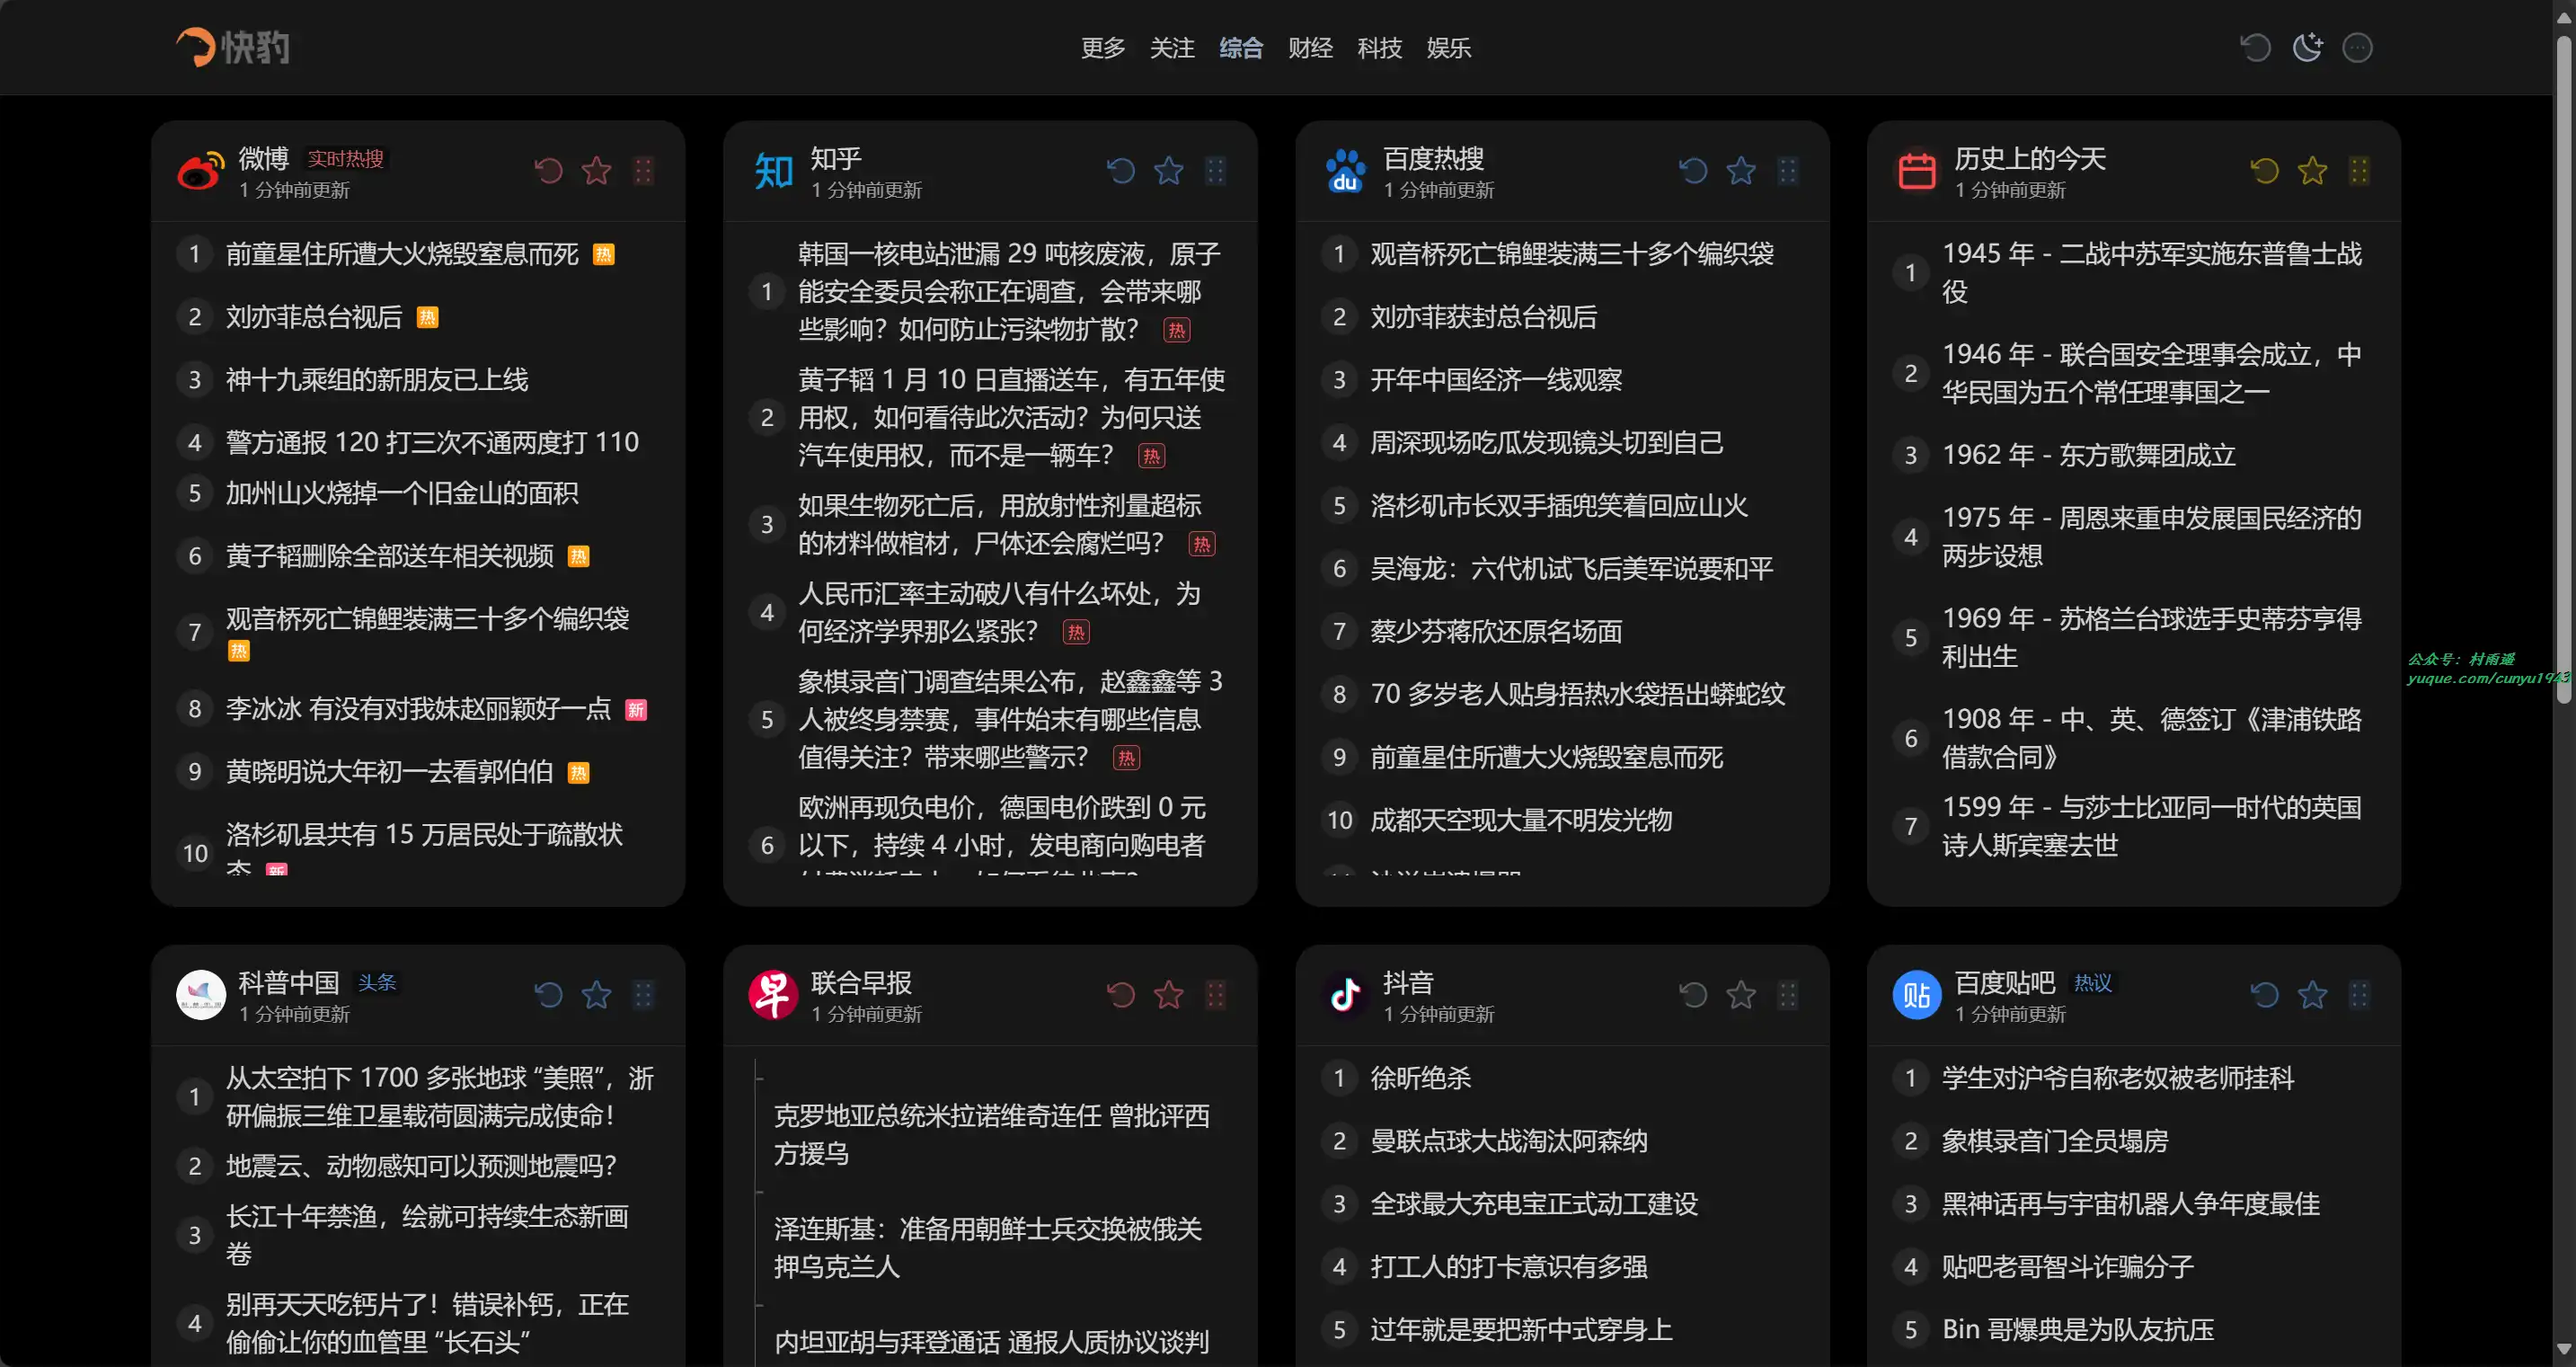 快豹
更多 关注 综合 财经 科技 娱乐
微博 实时热搜
1 分钟前更新
1 前童星住所遭大火烧毁窒息而死 热
2 刘亦菲总台视后 热
3 神十九乘组的新朋友已上线
4 警方通报 120 打三次不通两度打 110
5 加州山火烧掉一个旧金山的面积
6 黄子韬删除全部送车相关视频 热
7 观音桥死亡锦鲤装满三十多个编织袋
热
8 李冰冰 有没有对我妹赵丽颖好一点 新
9 黄晓明说大年初一去看郭伯伯 热
10 洛杉矶县共有 15 万居民处于疏散状
态 新
知乎
1 分钟前更新
1 韩国一核电站泄漏 29 吨核废液，原子
能安全委员会称正在调查，会带来哪
些影响？如何防止污染物扩散？ 热
2 黄子韬 1 月 10 日直播送车，有五年使
用权，如何看待此次活动？为何只送
汽车使用权，而不是一辆车？ 热
3 如果生物死亡后，用放射性剂量超标
的材料做棺材，尸体还会腐烂吗？ 热
4 人民币汇率主动破八有什么坏处，为
何经济学界那么紧张？ 热
5 象棋录音门调查结果公布，赵鑫鑫等 3
人被终身禁赛，事件始末有哪些信息
值得关注？带来哪些警示？ 热
6 欧洲再现负电价，德国电价跌到 0 元
以下，持续 4 小时，发电商向购电者
百度热搜
1 分钟前更新
1 观音桥死亡锦鲤装满三十多个编织袋
2 刘亦菲获封总台视后
3 开年中国经济一线观察
4 周深现场吃瓜发现镜头切到自己
5 洛杉矶市长双手插兜笑着回应山火
6 吴海龙：六代机试飞后美军说要和平
7 蔡少芬蒋欣还原名场面
8 70 多岁老人贴身捂热水袋捂出蟒蛇纹
9 前童星住所遭大火烧毁窒息而死
10 成都天空现大量不明发光物
历史上的今天
1 分钟前更新
1 1945 年 - 二战中苏军实施东普鲁士战
役
2 1946 年 - 联合国安全理事会成立，中
华民国为五个常任理事国之一
3 1962 年 - 东方歌舞团成立
4 1975 年 - 周恩来重申发展国民经济的
两步设想
5 1969 年 - 苏格兰台球选手史蒂芬亨得
利出生
6 1908 年 - 中、英、德签订《津浦铁路
借款合同》
7 1599 年 - 与莎士比亚同一时代的英国
诗人斯宾塞去世
公众号：村雨遥
yuque.com/cunyu1943
科普中国 头条
1 分钟前更新
1 从太空拍下 1700 多张地球 “美照”，浙
研偏振三维卫星载荷圆满完成使命！
2 地震云、动物感知可以预测地震吗？
3 长江十年禁渔，绘就可持续生态新画
卷
4 别再天天吃钙片了！错误补钙，正在
偷偷让你的血管里 “长石头”
早 联合早报
1 分钟前更新
克罗地亚总统米拉诺维奇连任 曾批评西
方援乌
泽连斯基：准备用朝鲜士兵交换被俄关
押乌克兰人
内坦亚胡与拜登通话 通报人质协议谈判
抖音
1 分钟前更新
1 徐昕绝杀
2 曼联点球大战淘汰阿森纳
3 全球最大充电宝正式动工建设
4 打工人的打卡意识有多强
5 过年就是要把新中式穿身上
贴 百度贴吧 热议
1 分钟前更新
1 学生对沪爷自称老奴被老师挂科
2 象棋录音门全员塌房
3 黑神话再与宇宙机器人争年度最佳
4 贴吧老哥智斗诈骗分子
5 Bin 哥爆典是为队友抗压